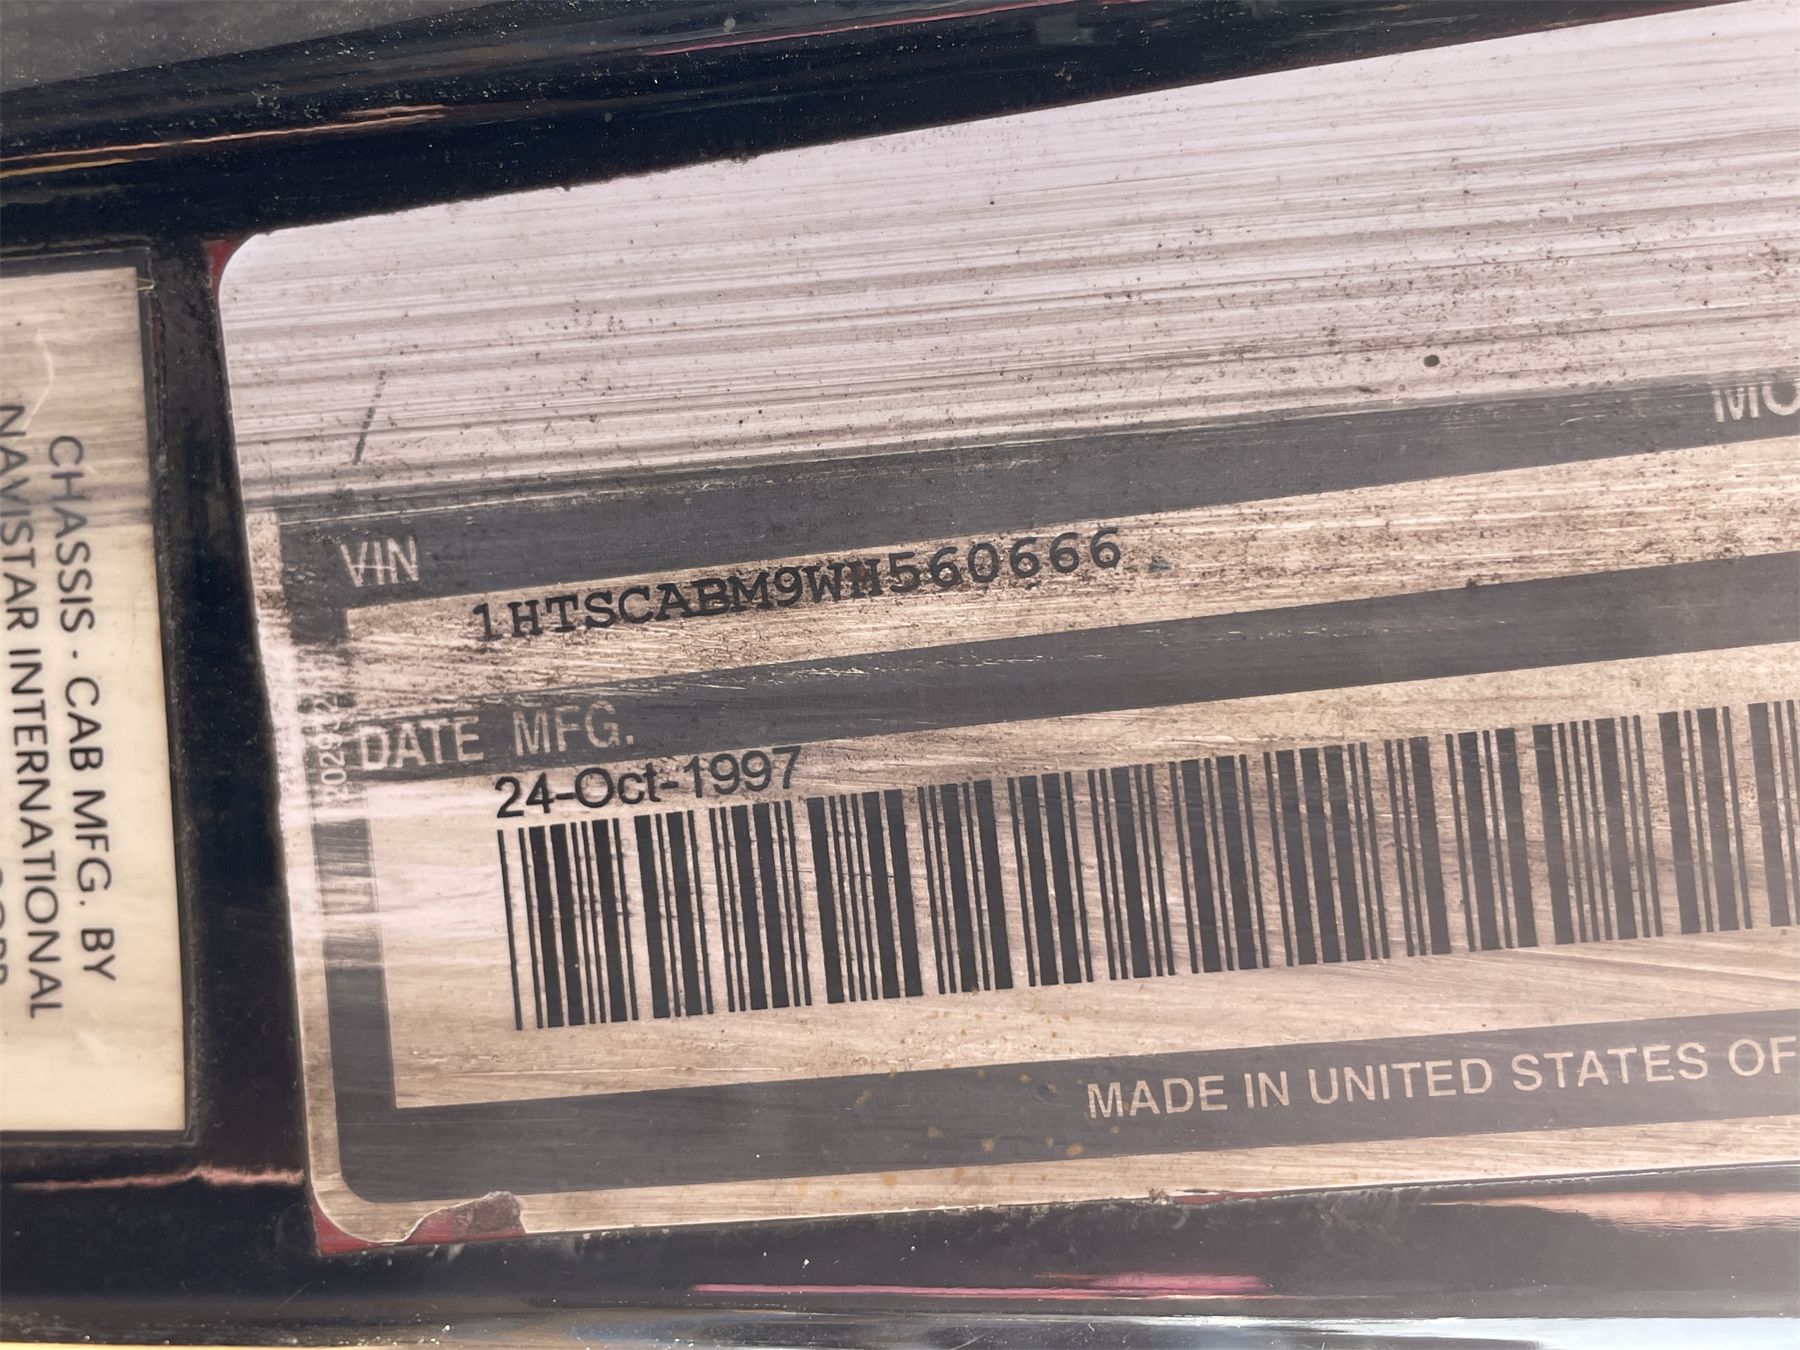 CHASSIS - CAB MFG. BY
NAVISTAR INTERNATIONAL
VIN
1HTSCABM9WH560666
DATE MFG.
24-Oct-1997
MADE IN UNITED STATES OF